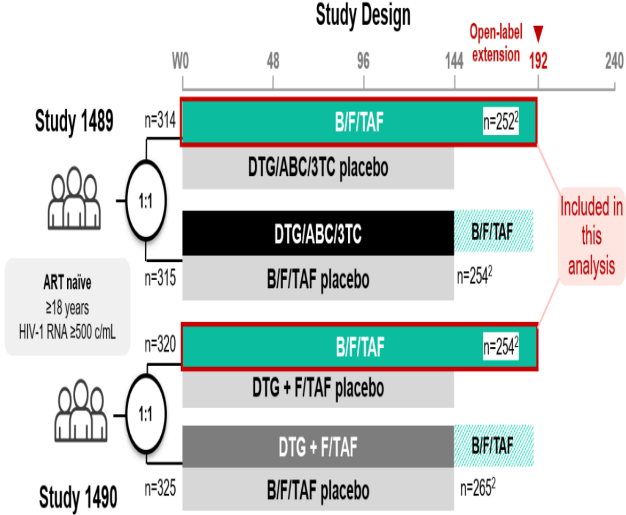 Study Design
Open-label
extension
W0 48 96 144 192 240
Study 1489
n=314
B/F/TAF
n=252²
DTG/ABC/3TC placebo
1:1
DTG/ABC/3TC
B/F/TAF
n=315
B/F/TAF placebo
n=254²
Included in
this
analysis
ART naïve
≥18 years
HIV-1 RNA ≥500 c/mL
n=320
B/F/TAF
n=254²
DTG + F/TAF placebo
1:1
DTG + F/TAF
B/F/TAF
Study 1490
n=325
B/F/TAF placebo
n=265²